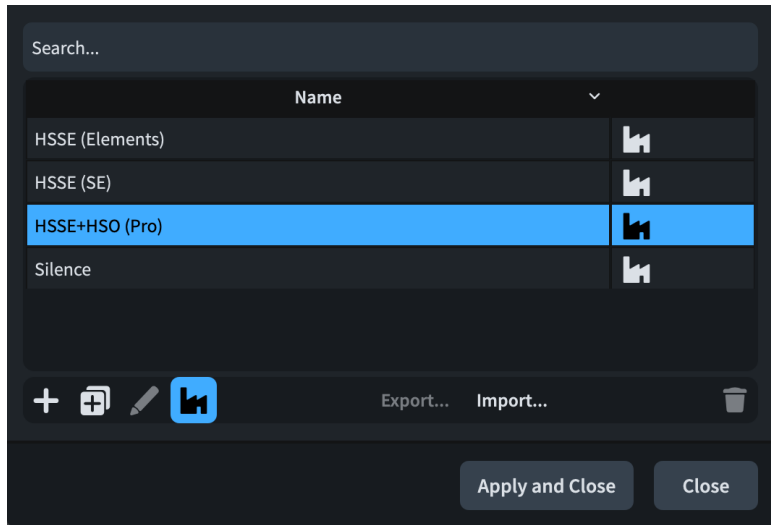 Search...
Name
HSSE (Elements)
HSSE (SE)
HSSE+HSO (Pro)
Silence
Export... Import...
Apply and Close Close